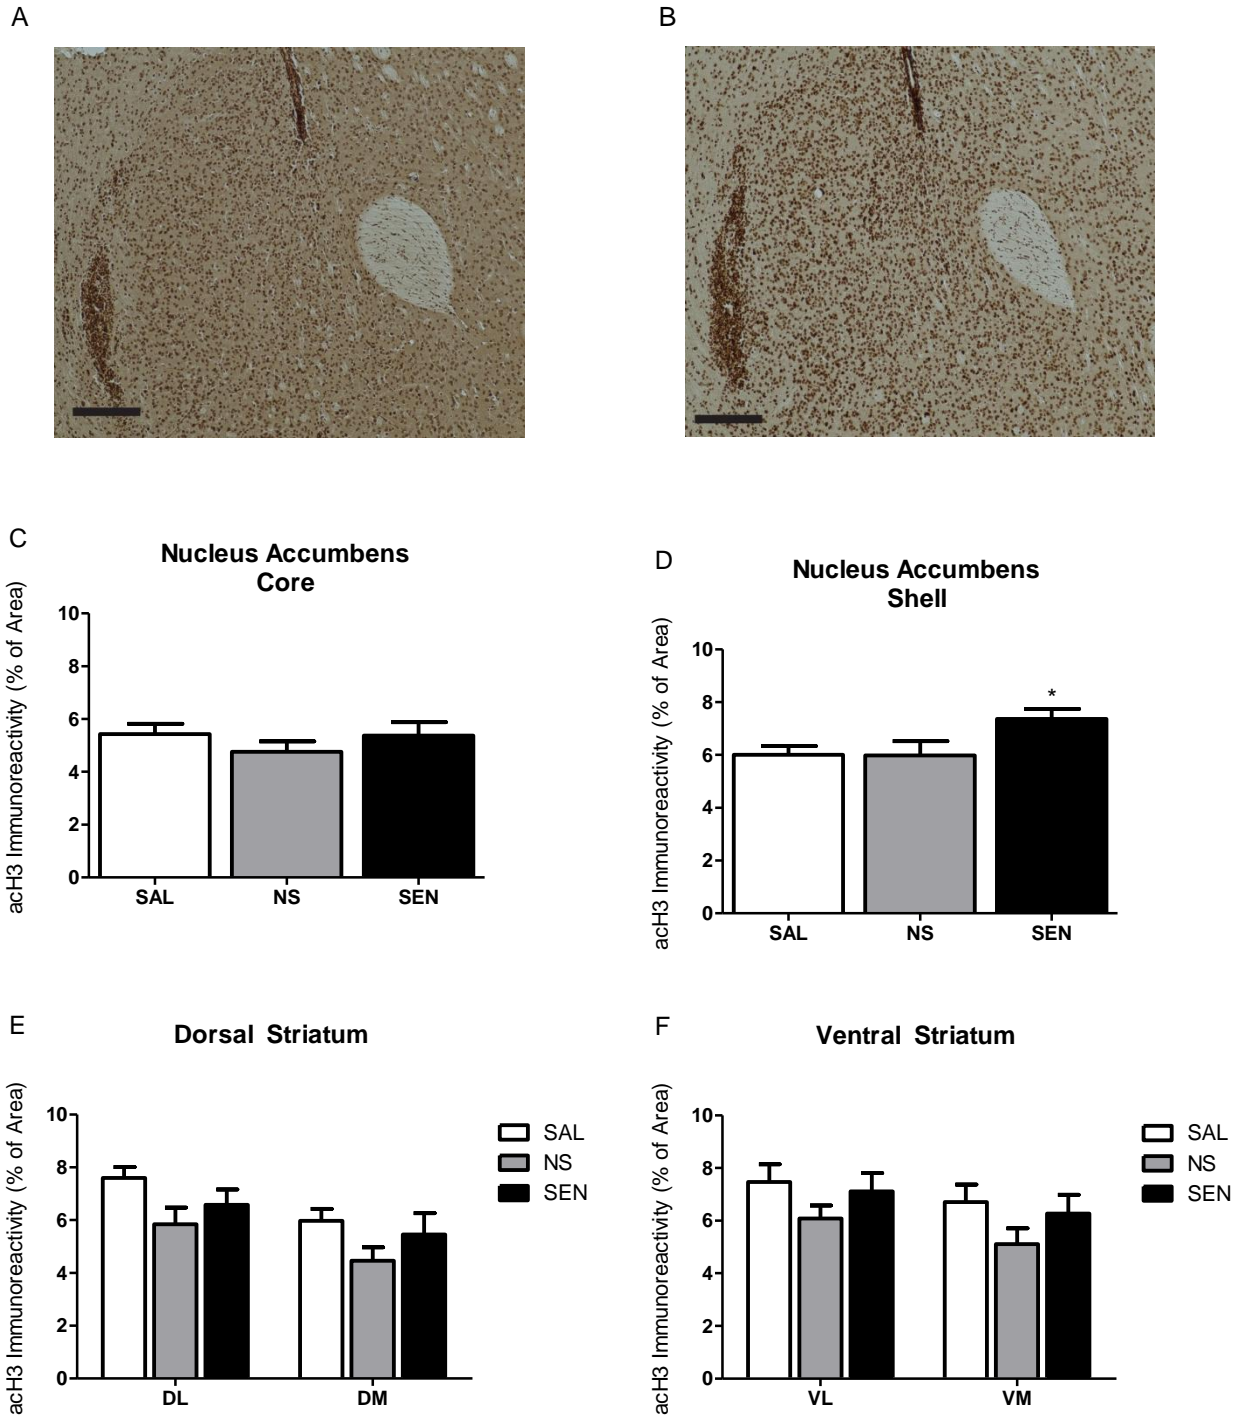 A
B
C
Nucleus Accumbens
Core
acH3 Immunoreactivity (% of Area)
10
8
6
4
2
0
SAL NS SEN
D
Nucleus Accumbens
Shell
acH3 Immunoreactivity (% of Area)
10
8
6
4
2
0
*
SAL NS SEN
E
Dorsal Striatum
acH3 Immunoreactivity (% of Area)
10
8
6
4
2
0
DL DM
SAL
NS
SEN
F
Ventral Striatum
acH3 Immunoreactivity (% of Area)
10
8
6
4
2
0
VL VM
SAL
NS
SEN